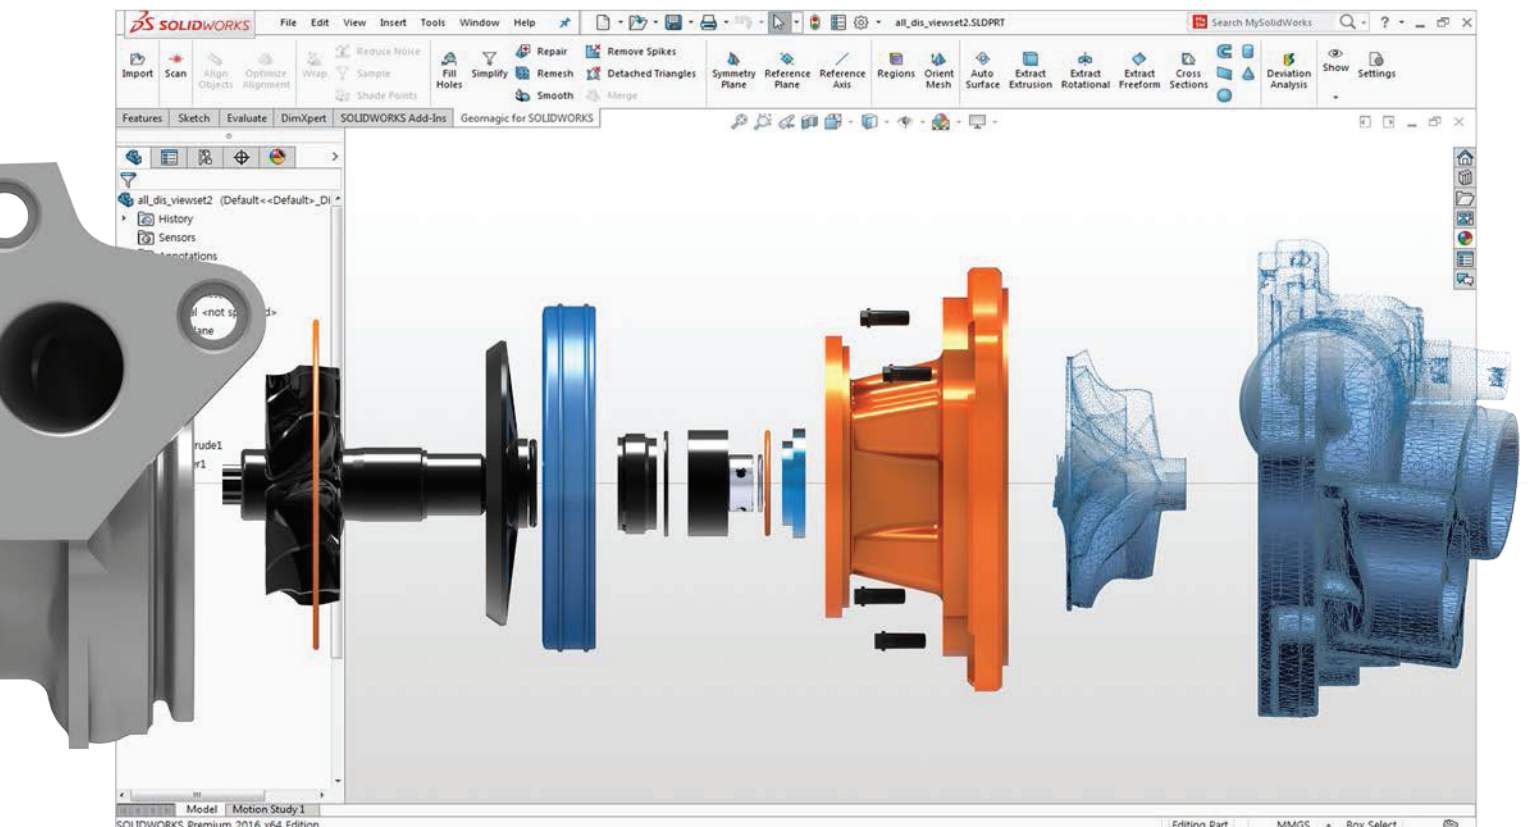 SOLIDWORKS File Edit View Insert Tools Window Help all_dis_viewset2.SLDPRT Search MySolidWorks ?
Import Scan Align Objects Optimize Alignment Wrap Reduce Noise Sample Shade Points Fill Holes Simplify Repair Remesh Smooth Remove Spikes Detached Triangles Merge Symmetry Plane Reference Plane Reference Axis Regions Orient Mesh Auto Surface Extract Extrusion Extract Rotational Extract Freeform Cross Sections Deviation Analysis Show Settings
Features Sketch Evaluate DimXpert SOLIDWORKS Add-Ins Geomagic for SOLIDWORKS
all_dis_viewset2 (Default<<Default>_Di
History
Sensors
Annotations
al <not sp d>
lane
rude1
r1
Model Motion Study 1
SOLIDWORKS Premium 2016 x64 Edition Editing Part MMGS Box Select